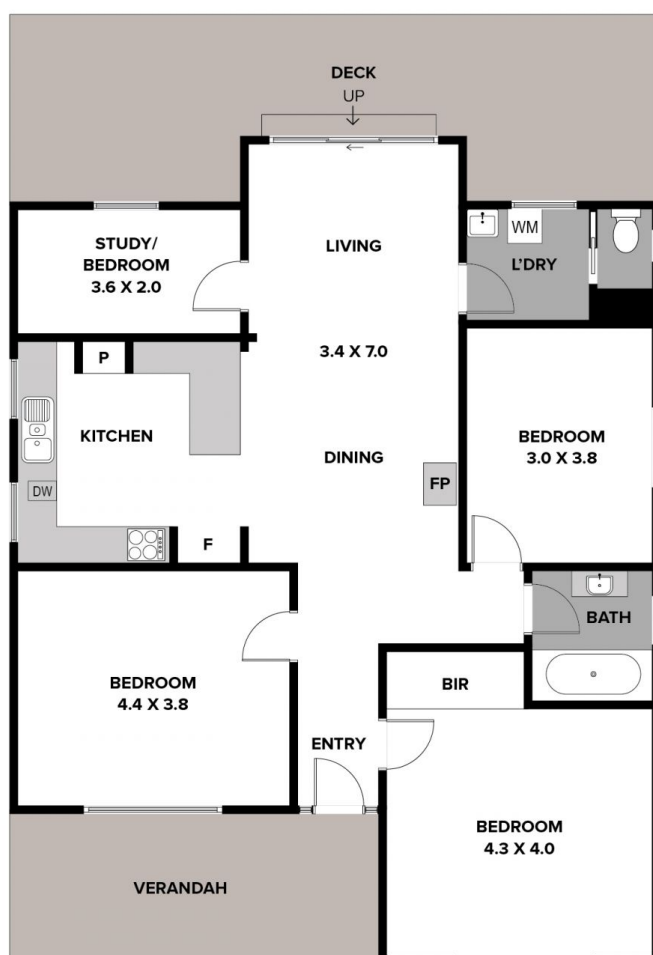 DECK
UP
STUDY/
BEDROOM
3.6 X 2.0
LIVING
WM
L'DRY
P
3.4 X 7.0
KITCHEN
DINING
BEDROOM
3.0 X 3.8
FP
DW
F
BATH
BEDROOM
4.4 X 3.8
BIR
ENTRY
BEDROOM
4.3 X 4.0
VERANDAH